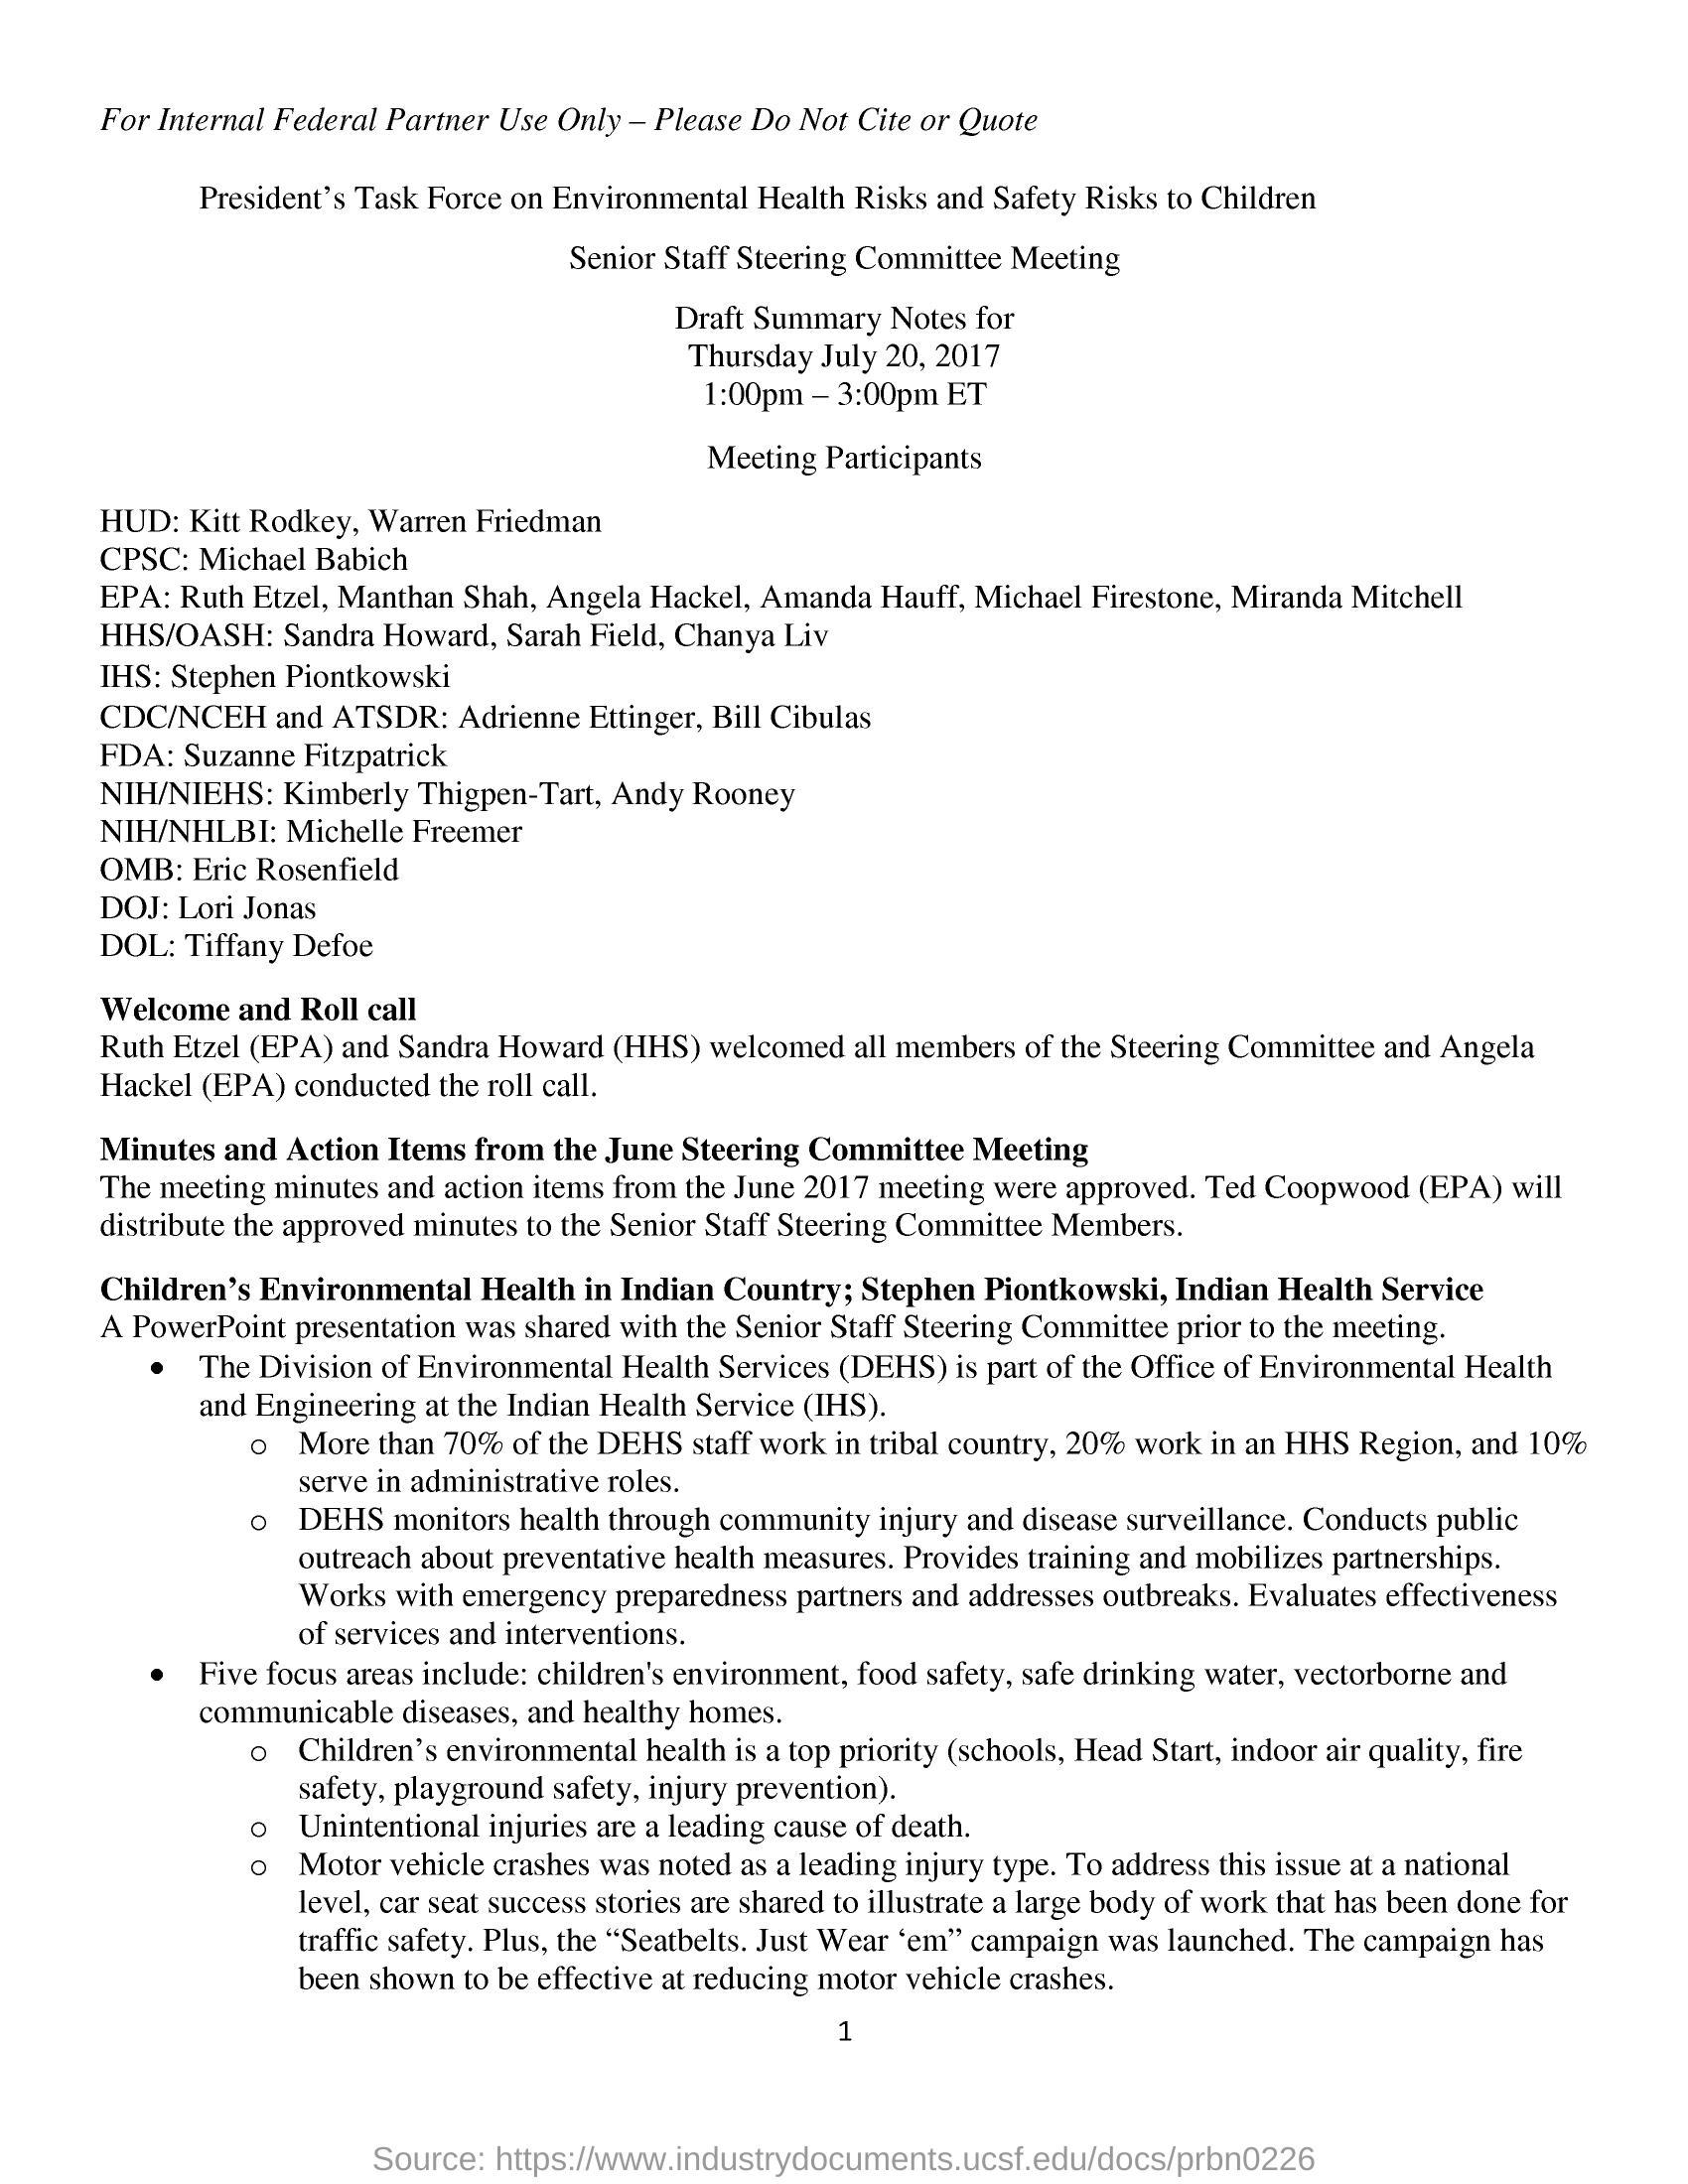 For Internal Federal Partner Use Only – Please Do Not Cite or Quote
President’s Task Force on Environmental Health Risks and Safety Risks to Children
Senior Staff Steering Committee Meeting
Draft Summary Notes for
Thursday July 20, 2017
1:00pm – 3:00pm ET
Meeting Participants
HUD: Kitt Rodkey, Warren Friedman
CPSC: Michael Babich
EPA: Ruth Etzel, Manthan Shah, Angela Hackel, Amanda Hauff, Michael Firestone, Miranda Mitchell
HHS/OASH: Sandra Howard, Sarah Field, Chanya Liv
IHS: Stephen Piontkowski
CDC/NCEH and ATSDR: Adrienne Ettinger, Bill Cibulas
FDA: Suzanne Fitzpatrick
NIH/NIEHS: Kimberly Thigpen-Tart, Andy Rooney
NIH/NHLBI: Michelle Freemer
OMB: Eric Rosenfield
DOJ: Lori Jonas
DOL: Tiffany Defoe
Welcome and Roll call
Ruth Etzel (EPA) and Sandra Howard (HHS) welcomed all members of the Steering Committee and Angela
Hackel (EPA) conducted the roll call.
Minutes and Action Items from the June Steering Committee Meeting
The meeting minutes and action items from the June 2017 meeting were approved. Ted Coopwood (EPA) will
distribute the approved minutes to the Senior Staff Steering Committee Members.
Children’s Environmental Health in Indian Country; Stephen Piontkowski, Indian Health Service
A PowerPoint presentation was shared with the Senior Staff Steering Committee prior to the meeting.
• The Division of Environmental Health Services (DEHS) is part of the Office of Environmental Health
and Engineering at the Indian Health Service (IHS).
o More than 70% of the DEHS staff work in tribal country, 20% work in an HHS Region, and 10%
serve in administrative roles.
o DEHS monitors health through community injury and disease surveillance. Conducts public
outreach about preventative health measures. Provides training and mobilizes partnerships.
Works with emergency preparedness partners and addresses outbreaks. Evaluates effectiveness
of services and interventions.
• Five focus areas include: children's environment, food safety, safe drinking water, vectorborne and
communicable diseases, and healthy homes.
o Children’s environmental health is a top priority (schools, Head Start, indoor air quality, fire
safety, playground safety, injury prevention).
o Unintentional injuries are a leading cause of death.
o Motor vehicle crashes was noted as a leading injury type. To address this issue at a national
level, car seat success stories are shared to illustrate a large body of work that has been done for
traffic safety. Plus, the “Seatbelts. Just Wear ‘em” campaign was launched. The campaign has
been shown to be effective at reducing motor vehicle crashes.
1
Source: https://www.industrydocuments.ucsf.edu/docs/prbn0226